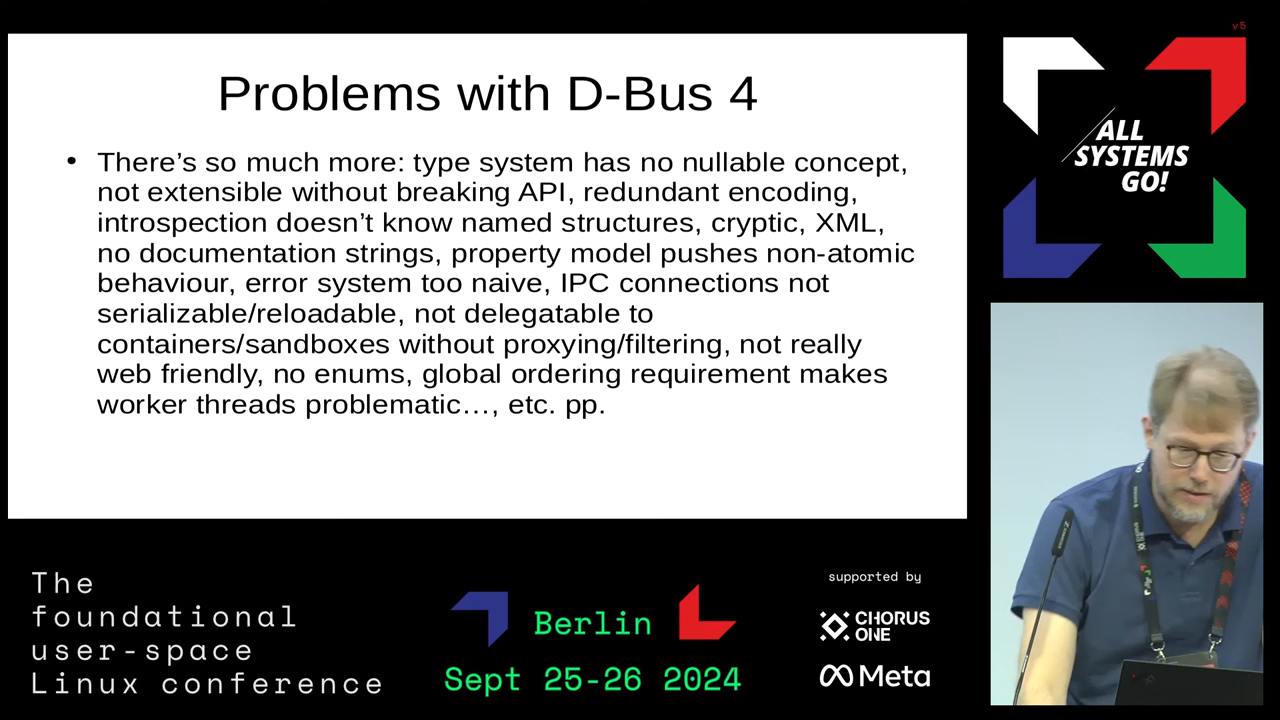 v5
Problems with D-Bus 4
• There’s so much more: type system has no nullable concept,
not extensible without breaking API, redundant encoding,
introspection doesn’t know named structures, cryptic, XML,
no documentation strings, property model pushes non-atomic
behaviour, error system too naive, IPC connections not
serializable/reloadable, not delegatable to
containers/sandboxes without proxying/filtering, not really
web friendly, no enums, global ordering requirement makes
worker threads problematic…, etc. pp.
ALL
SYSTEMS
GO!
The
foundational
user-space
Linux conference
Berlin
Sept 25-26 2024
supported by
CHORUS
ONE
Meta